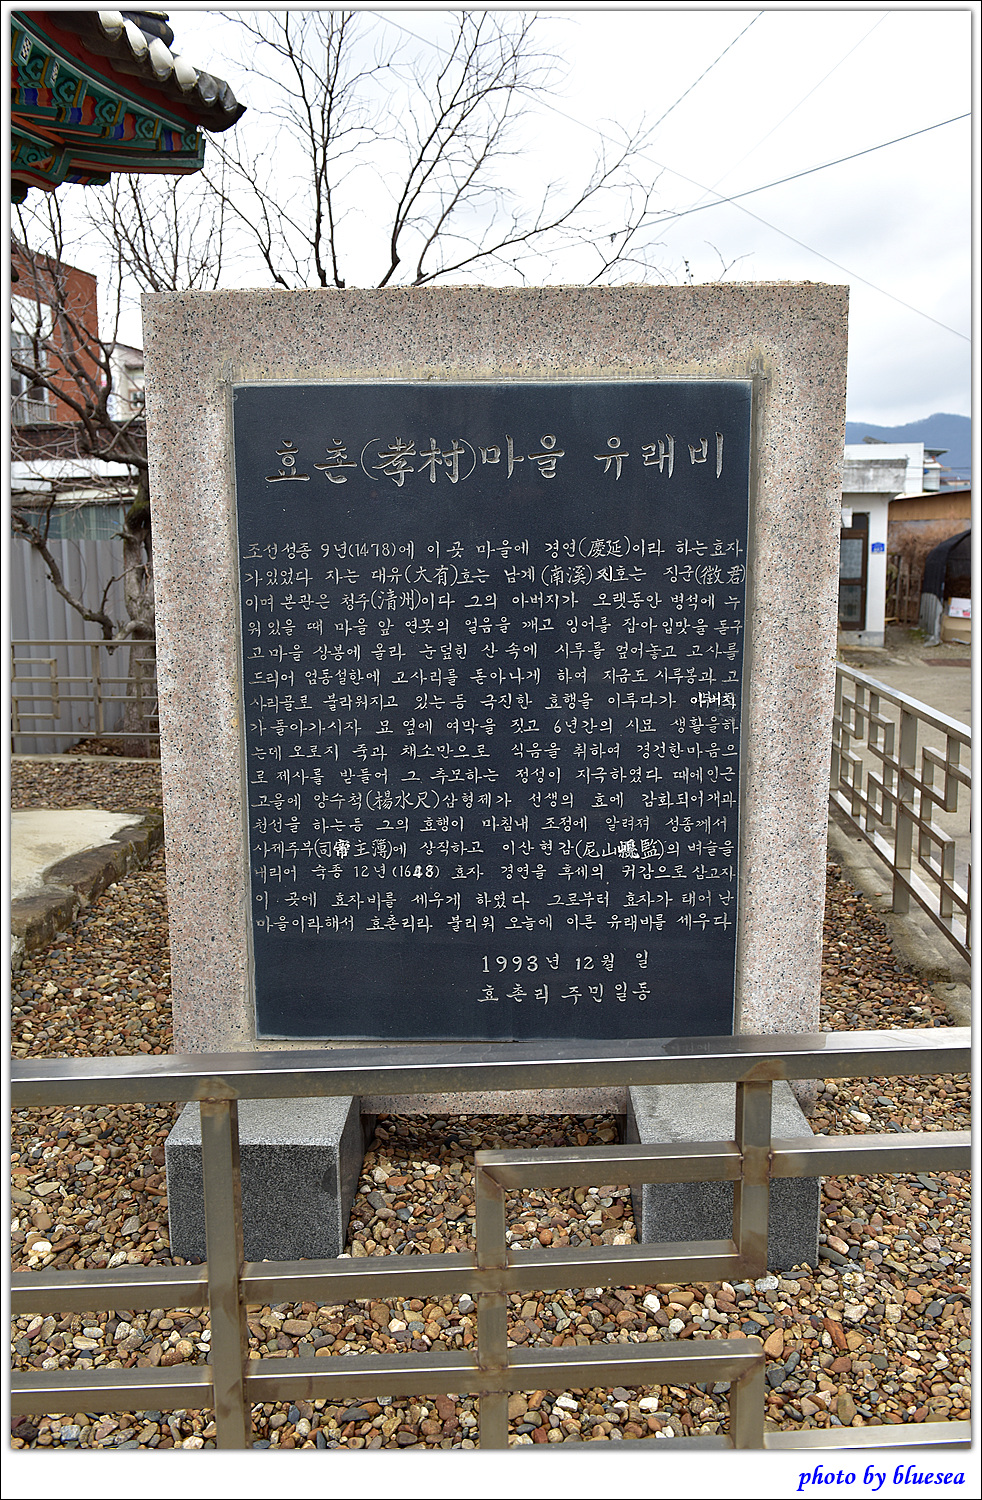 효촌(孝村)마을 유래비
조선성종 9년(1478)에 이곳 마을에 경연(慶延)이라 하는효자
가있었다 자는 대유(大有)호는 남계(南溪)시호는 징군(徵君)
이며 본관은 청주(清州)이다 그의 아버지가 오랫동안 병석에 누
워있을 때 마을 앞 연못의 얼음을 깨고 잉어를 잡아 입맛을 돋구
고마을 상봉에 올라 눈덮힌 산속에 시루를 엎어놓고 고사를
드리어 엄동설한에 고사리를 돋아나게 하여 지금도 시루봉과 고
사리골로 불라워지고 있는등 극진한 효행을 이루다가 아버지
가 돌아가시자 묘 옆에 여막을 짓고 6년간의 시묘 생활을하
는데 오로지 죽과 채소만으로 식음을 취하여 경건한마음으
로 제사를 받들어 그 추모하는 정성이 지극하였다 때에인근
고을에 양수척(揚水尺)삼형제가 선생의 효에 감화되어개과
천선을 하는등 그의 효행이 마침내 조정에 알려져 성종께서
사제주부(司宰主簿)에 상직하고 이산현감(尼山縣監)의 벼슬을
내리어 숙종 12년(1648) 효자 경연을 후세의 귀감으로삼고자
이 곳에 효자비를 세우게 하였다 그로부터 효자가 태어난
마을이라해서 효촌리라 불리워 오늘에 이른 유래비를 세우다
1993년 12월 일
효촌리 주민일동
photo by bluesea